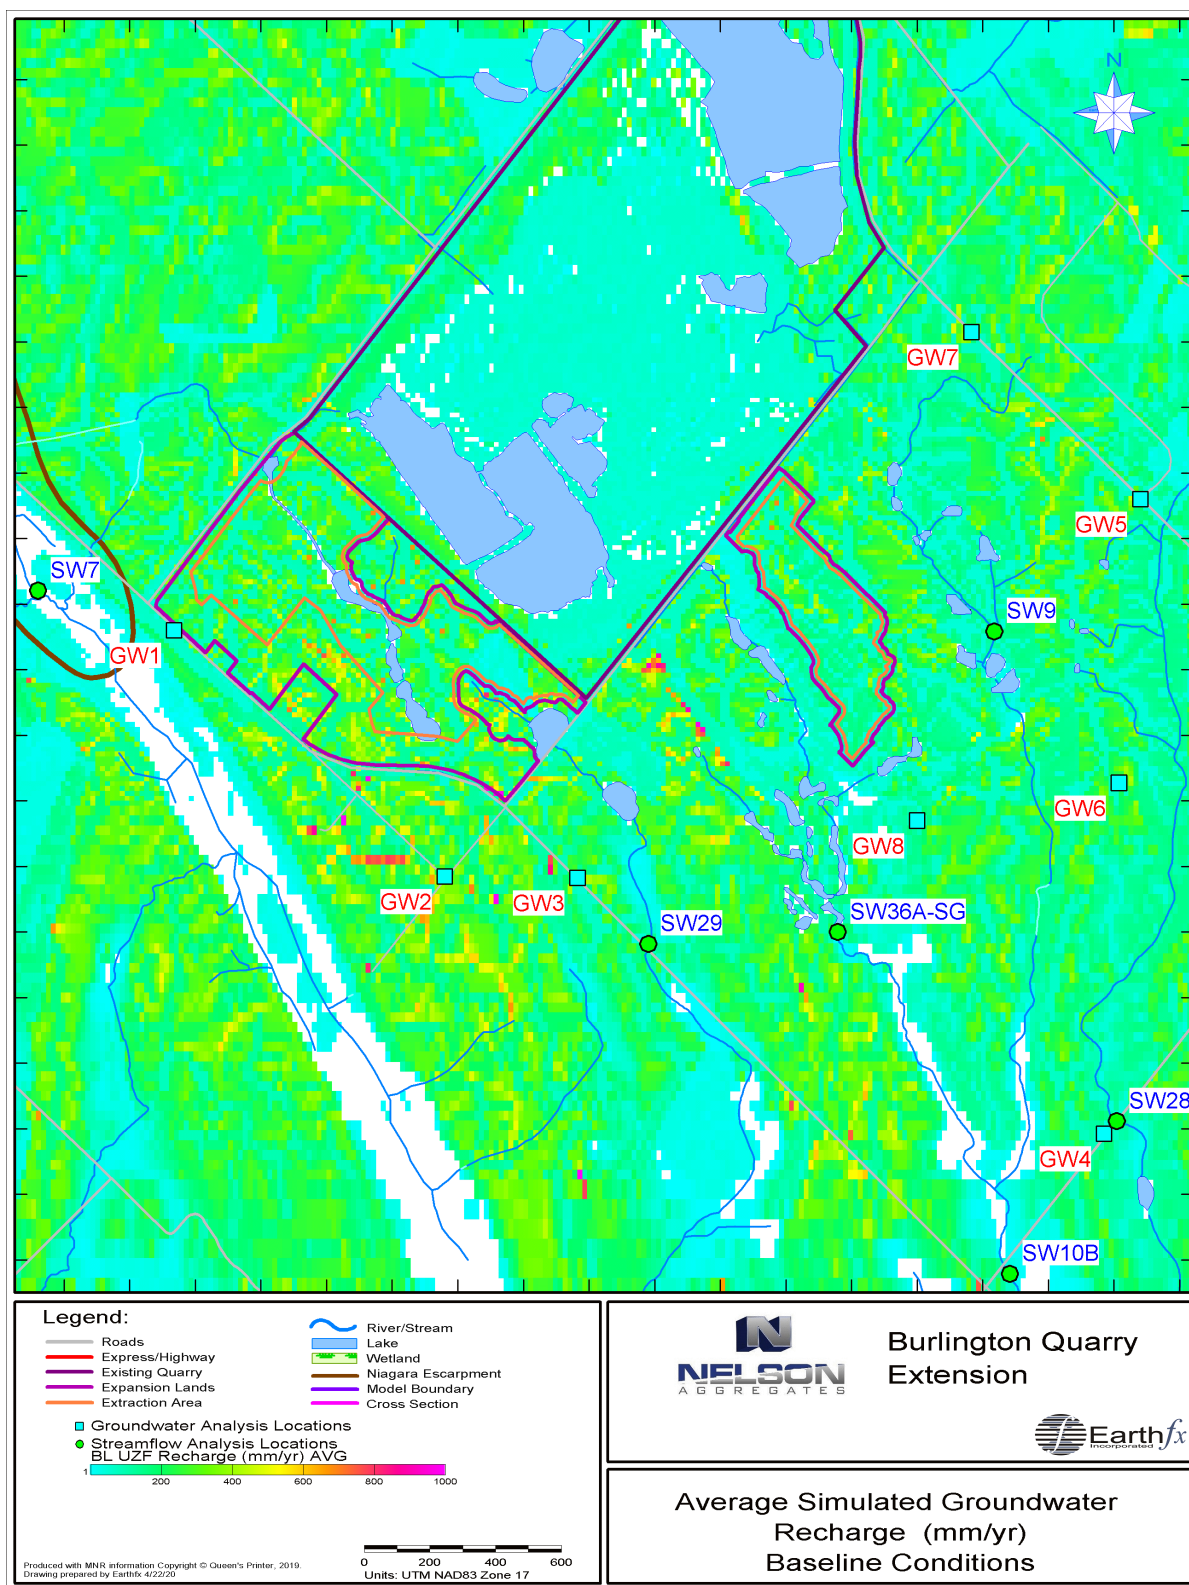 N
GW7
GW5
SW7
GW1
SW9
GW6
GW8
GW2
GW3
SW36A-SG
SW29
SW28
GW4
SW10B
Legend:
Roads
Express/Highway
Existing Quarry
Expansion Lands
Extraction Area
River/Stream
Lake
Wetland
Niagara Escarpment
Model Boundary
Cross Section
Groundwater Analysis Locations
Streamflow Analysis Locations
BL UZF Recharge (mm/yr) AVG
1 200 400 600 800 1000
Produced with MNR information Copyright © Queen's Printer, 2019.
Drawing prepared by Earthfx 4/22/20
0 200 400 600
Units: UTM NAD83 Zone 17
N
NELSON
AGGREGATES
Burlington Quarry
Extension
Earthfx
Incorporated
Average Simulated Groundwater
Recharge (mm/yr)
Baseline Conditions